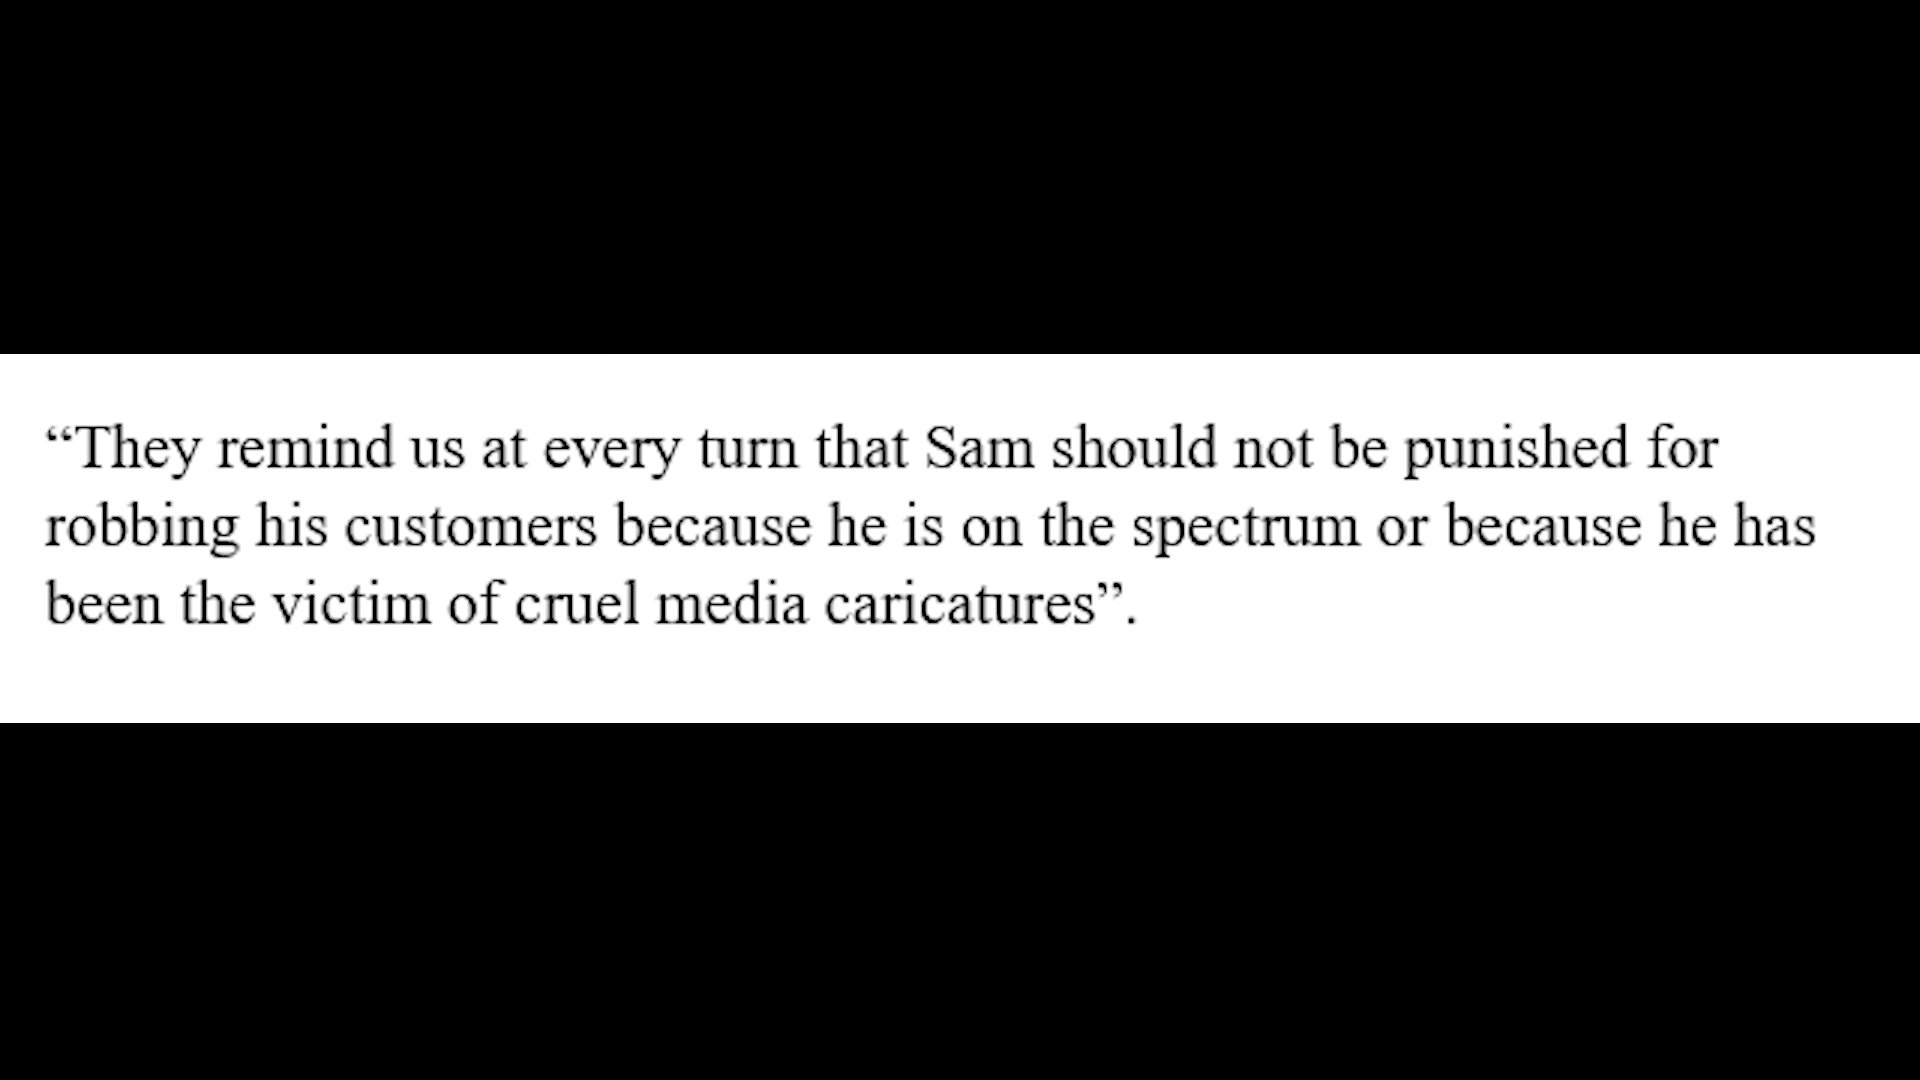 “They remind us at every turn that Sam should not be punished for
robbing his customers because he is on the spectrum or because he has
been the victim of cruel media caricatures”.